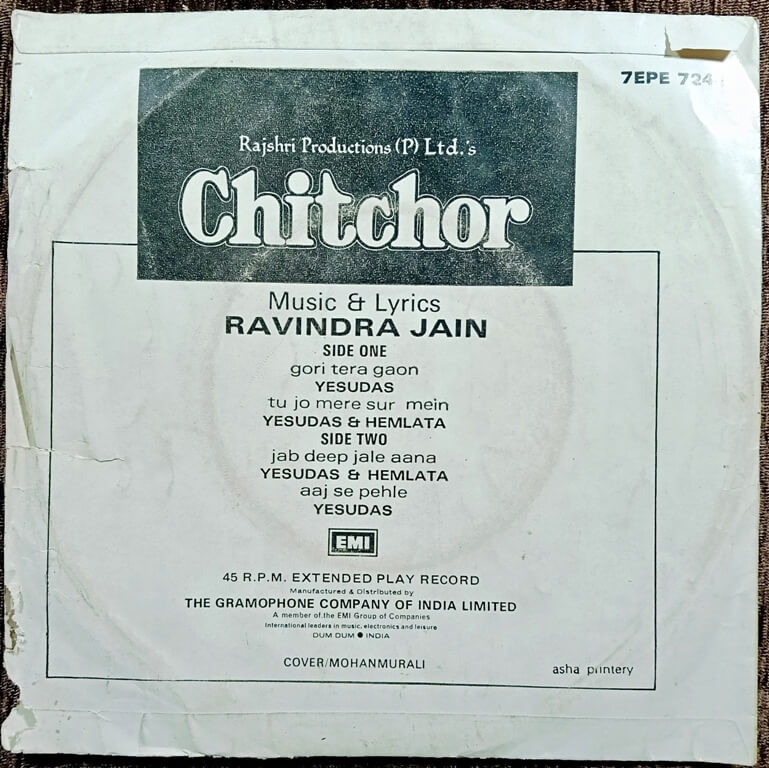 7EPE 724
Rajshri Productions (P) Ltd.'s
Chitchor
Music & Lyrics
RAVINDRA JAIN
SIDE ONE
gori tera gaon
YESUDAS
tu jo mere sur mein
YESUDAS & HEMLATA
SIDE TWO
jab deep jale aana
YESUDAS & HEMLATA
aaj se pehle
YESUDAS
EMI
45 R.P.M. EXTENDED PLAY RECORD
Manufactured & Distributed by
THE GRAMOPHONE COMPANY OF INDIA LIMITED
A member of.the EMI Group of Companies
International leaders in music, electronics and leisure
DUM DUM ● INDIA
COVER/MOHANMURALI
asha printery